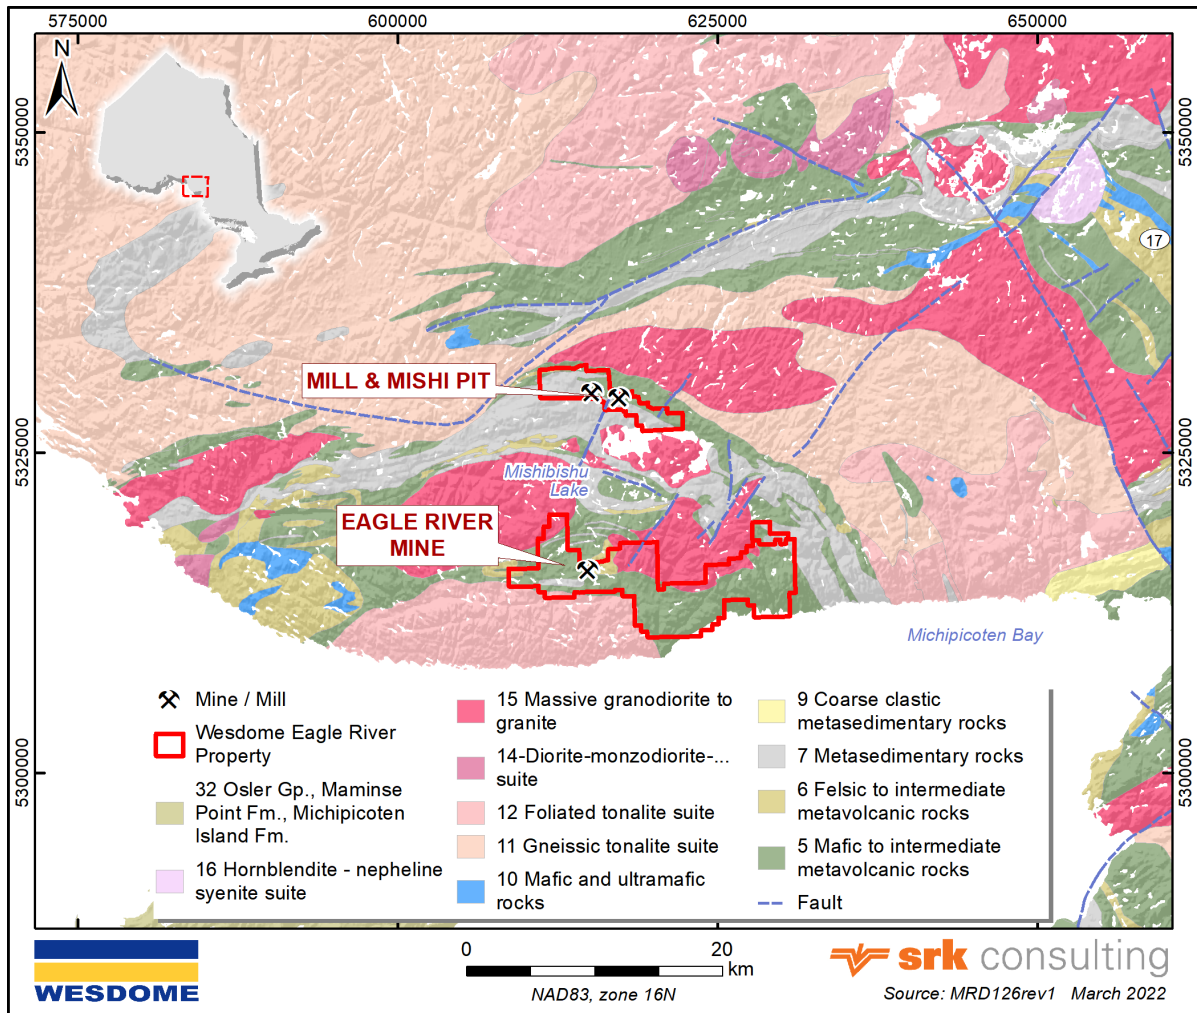 575000
600000
625000
650000
N
5350000
5350000
17
MILL & MISHI PIT
5325000
5325000
Mishibishu
Lake
EAGLE RIVER
MINE
Michipicoten Bay
5300000
5300000
Mine / Mill
Wesdome Eagle River
Property
32 Osler Gp., Maminse
Point Fm., Michipicoten
Island Fm.
16 Hornblendite - nepheline
syenite suite
15 Massive granodiorite to
granite
14-Diorite-monzodiorite-...
suite
12 Foliated tonalite suite
11 Gneissic tonalite suite
10 Mafic and ultramafic
rocks
9 Coarse clastic
metasedimentary rocks
7 Metasedimentary rocks
6 Felsic to intermediate
metavolcanic rocks
5 Mafic to intermediate
metavolcanic rocks
Fault
WESDOME
0
20
km
NAD83, zone 16N
srk consulting
Source: MRD126rev1 March 2022